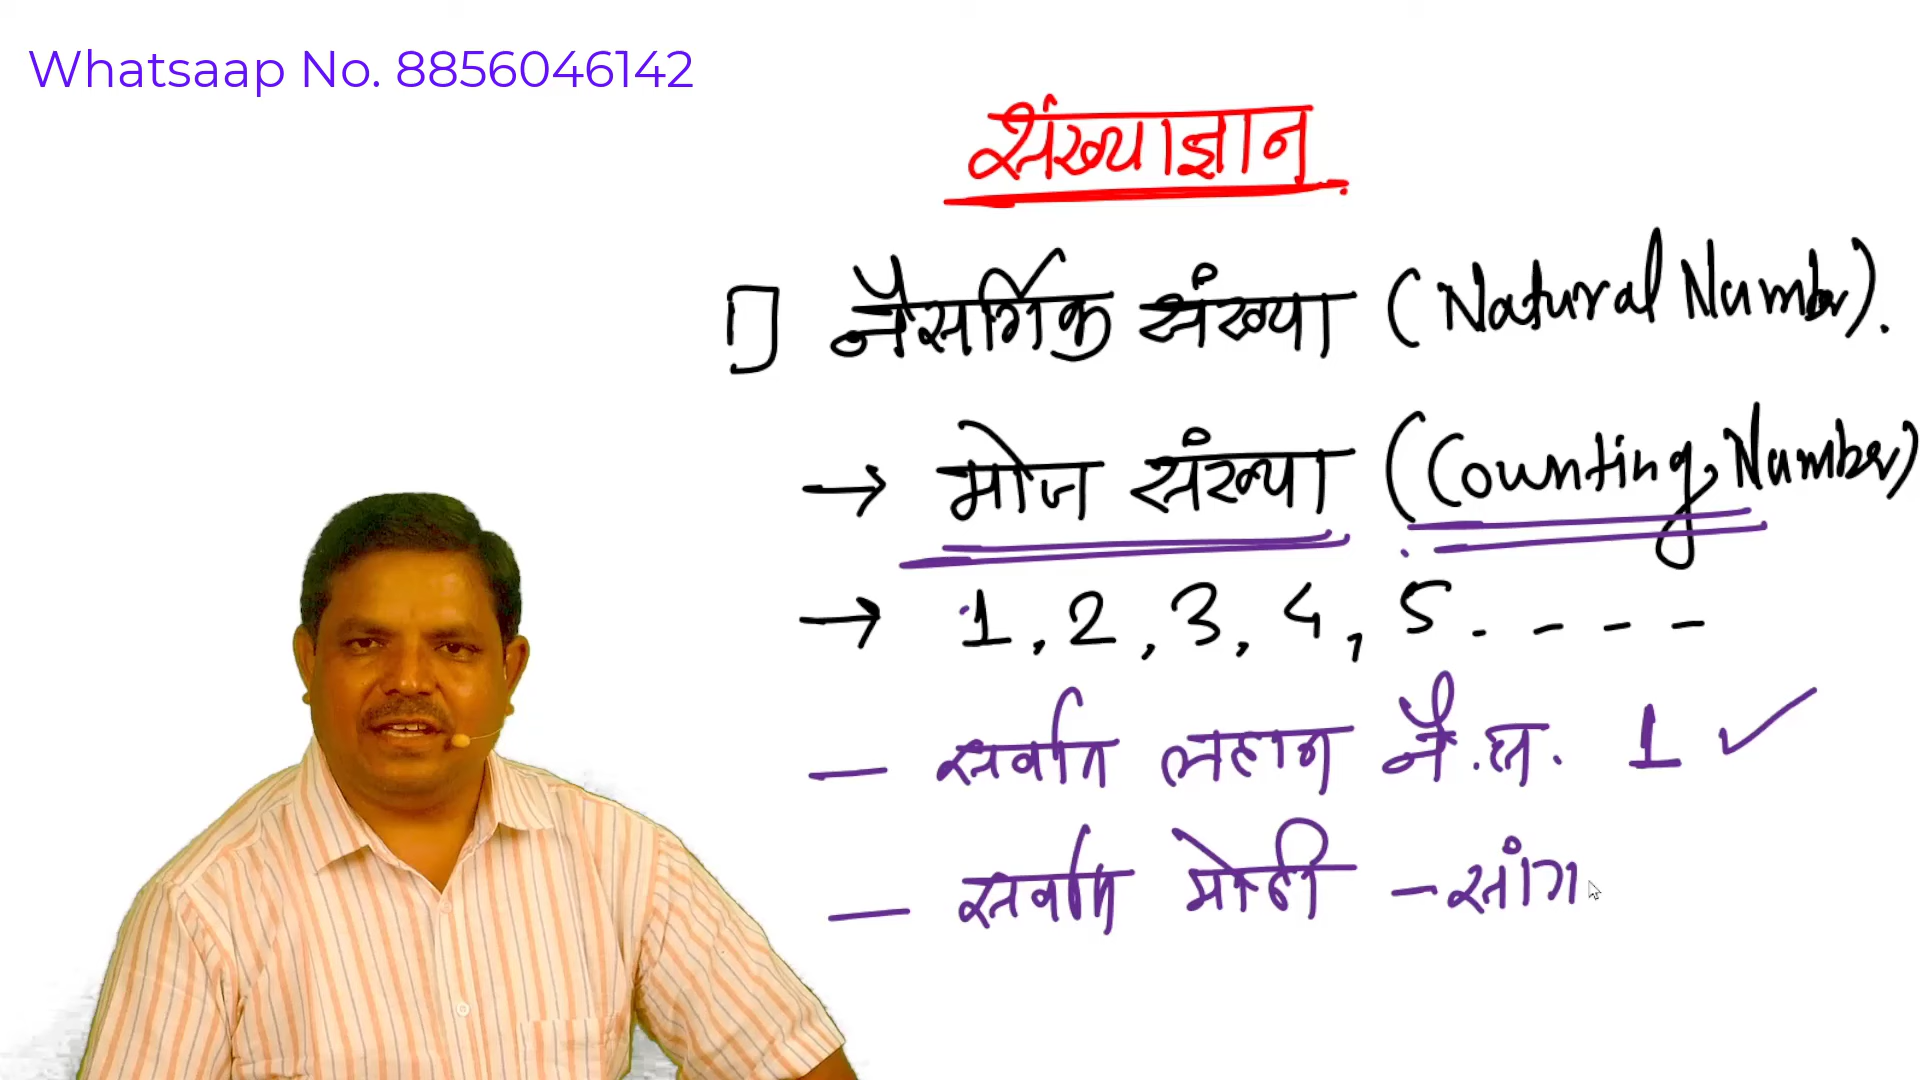 Whatsaap No. 8856046142
संख्याज्ञान
नैसर्गिक संख्या (Natural Number).
→ मोज संख्या (Counting Number)
→ 1, 2, 3, 4, 5 - - - -
— सर्वात लहान नै.स. 1 ✓
— सर्वात मोठी – सांग